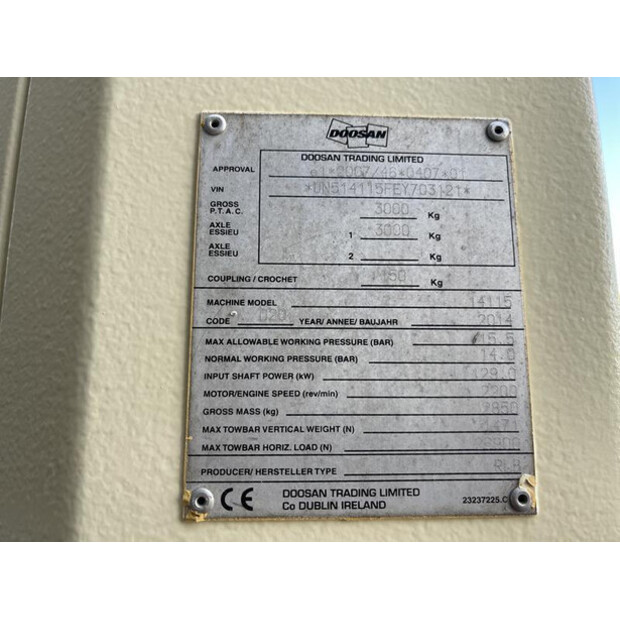 DOOSAN
DOOSAN TRADING LIMITED
APPROVAL
VIN *UN514115FEY703121*
GROSS P.T.A.C. 3000 Kg
AXLE ESSIEU 1 3000 Kg
AXLE ESSIEU 2 Kg
COUPLING / CROCHET 150 Kg
MACHINE MODEL 14115
CODE YEAR/ ANNEE/ BAUJAHR 2014
MAX ALLOWABLE WORKING PRESSURE (BAR) 15.5
NORMAL WORKING PRESSURE (BAR) 14.0
INPUT SHAFT POWER (kW) 129.0
MOTOR/ENGINE SPEED (rev/min)
GROSS MASS (kg) 2850
MAX TOWBAR VERTICAL WEIGHT (N) 1471
MAX TOWBAR HORIZ. LOAD (N)
PRODUCER/ HERSTELLER TYPE
CE DOOSAN TRADING LIMITED
Co DUBLIN IRELAND